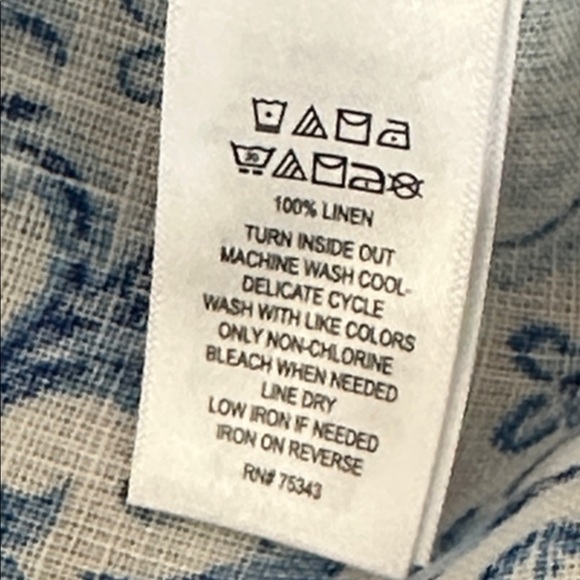 30
100% LINEN
TURN INSIDE OUT
MACHINE WASH COOL-
DELICATE CYCLE
WASH WITH LIKE COLORS
ONLY NON-CHLORINE
BLEACH WHEN NEEDED
LINE DRY
LOW IRON IF NEEDED
IRON ON REVERSE
RN# 75343